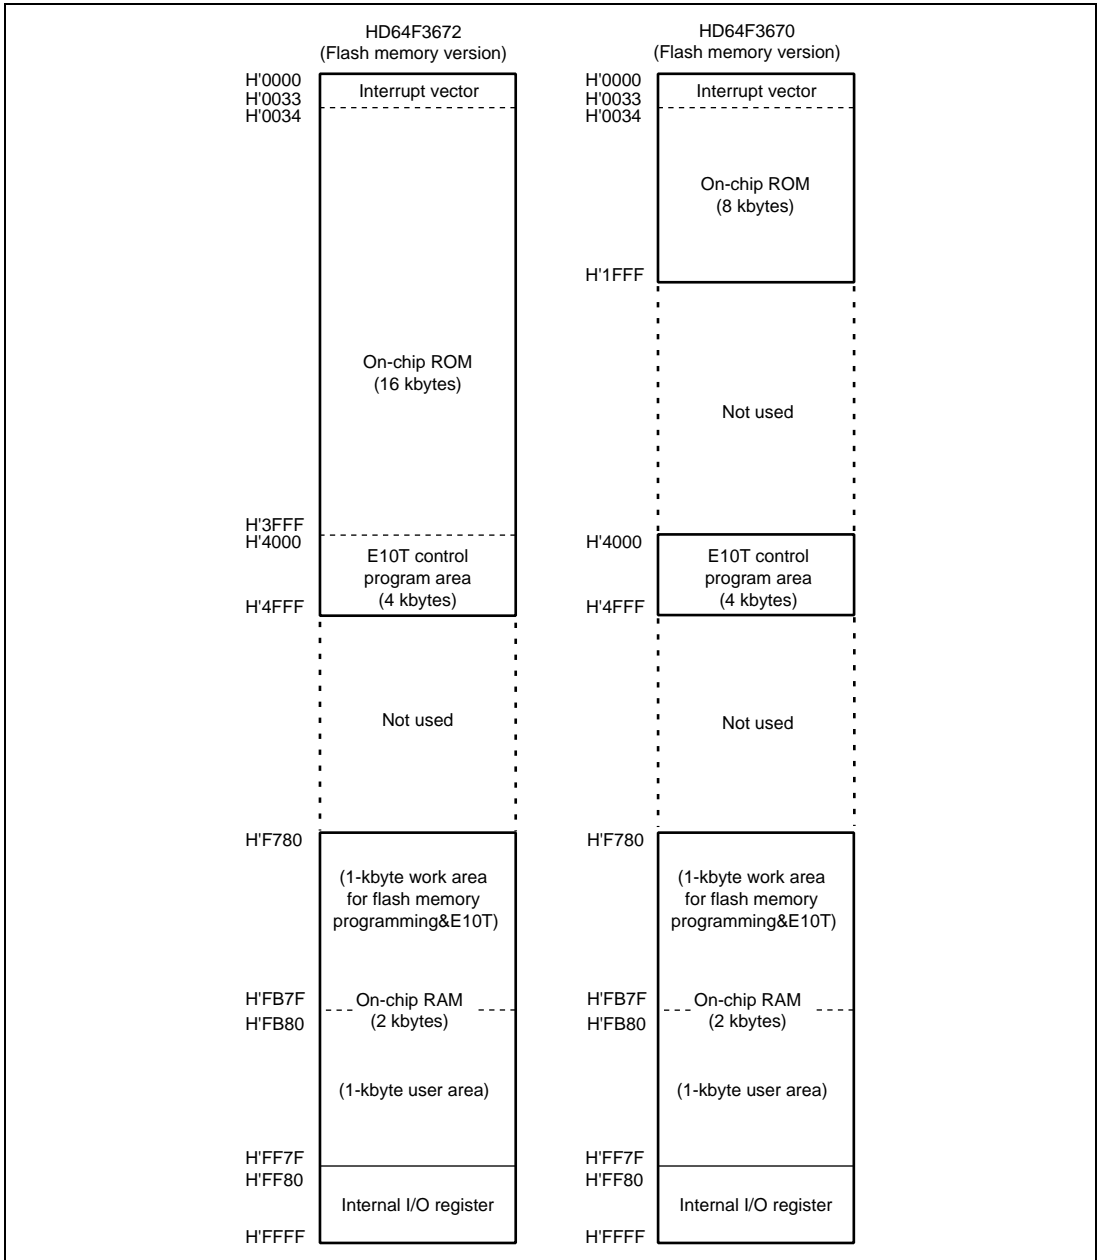 HD64F3672
(Flash memory version)
H'0000
Interrupt vector
H'0033
H'0034
On-chip ROM
(16 kbytes)
H'3FFF
H'4000
E10T control
program area
(4 kbytes)
H'4FFF
Not used
H'F780
(1-kbyte work area
for flash memory
programming&E10T)
H'FB7F
On-chip RAM
(2 kbytes)
H'FB80
(1-kbyte user area)
H'FF7F
H'FF80
Internal I/O register
H'FFFF
HD64F3670
(Flash memory version)
H'0000
Interrupt vector
H'0033
H'0034
On-chip ROM
(8 kbytes)
H'1FFF
Not used
H'4000
E10T control
program area
(4 kbytes)
H'4FFF
Not used
H'F780
(1-kbyte work area
for flash memory
programming&E10T)
H'FB7F
On-chip RAM
(2 kbytes)
H'FB80
(1-kbyte user area)
H'FF7F
H'FF80
Internal I/O register
H'FFFF